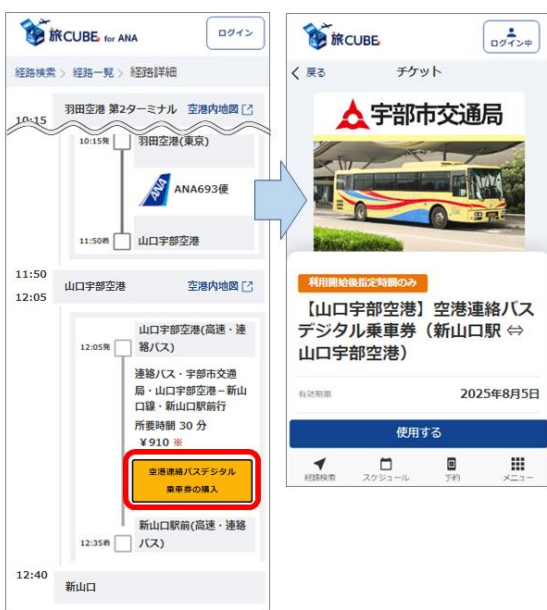 旅CUBE for ANA
ログイン
経路検索 > 経路一覧 > 経路詳細
10:15
羽田空港 第2ターミナル 空港内地図
10:15発 羽田空港(東京)
ANA
ANA693便
11:50着 山口宇部空港
11:50
12:05
山口宇部空港 空港内地図
12:05発
山口宇部空港(高速・連
絡バス)
連絡バス・宇部市交通
局・山口宇部空港－新山
口線・新山口駅前行
所要時間 30 分
¥910 ※
空港連絡バスデジタル
乗車券の購入
新山口駅前(高速・連絡
バス)
12:35着
12:40
新山口
旅CUBE
ログイン中
< 戻る チケット
宇部市交通局
利用開始後指定時間のみ
【山口宇部空港】空港連絡バス
デジタル乗車券（新山口駅 ⇔
山口宇部空港）
有効期限 2025年8月5日
使用する
経路検索 スケジュール 予約 メニュー